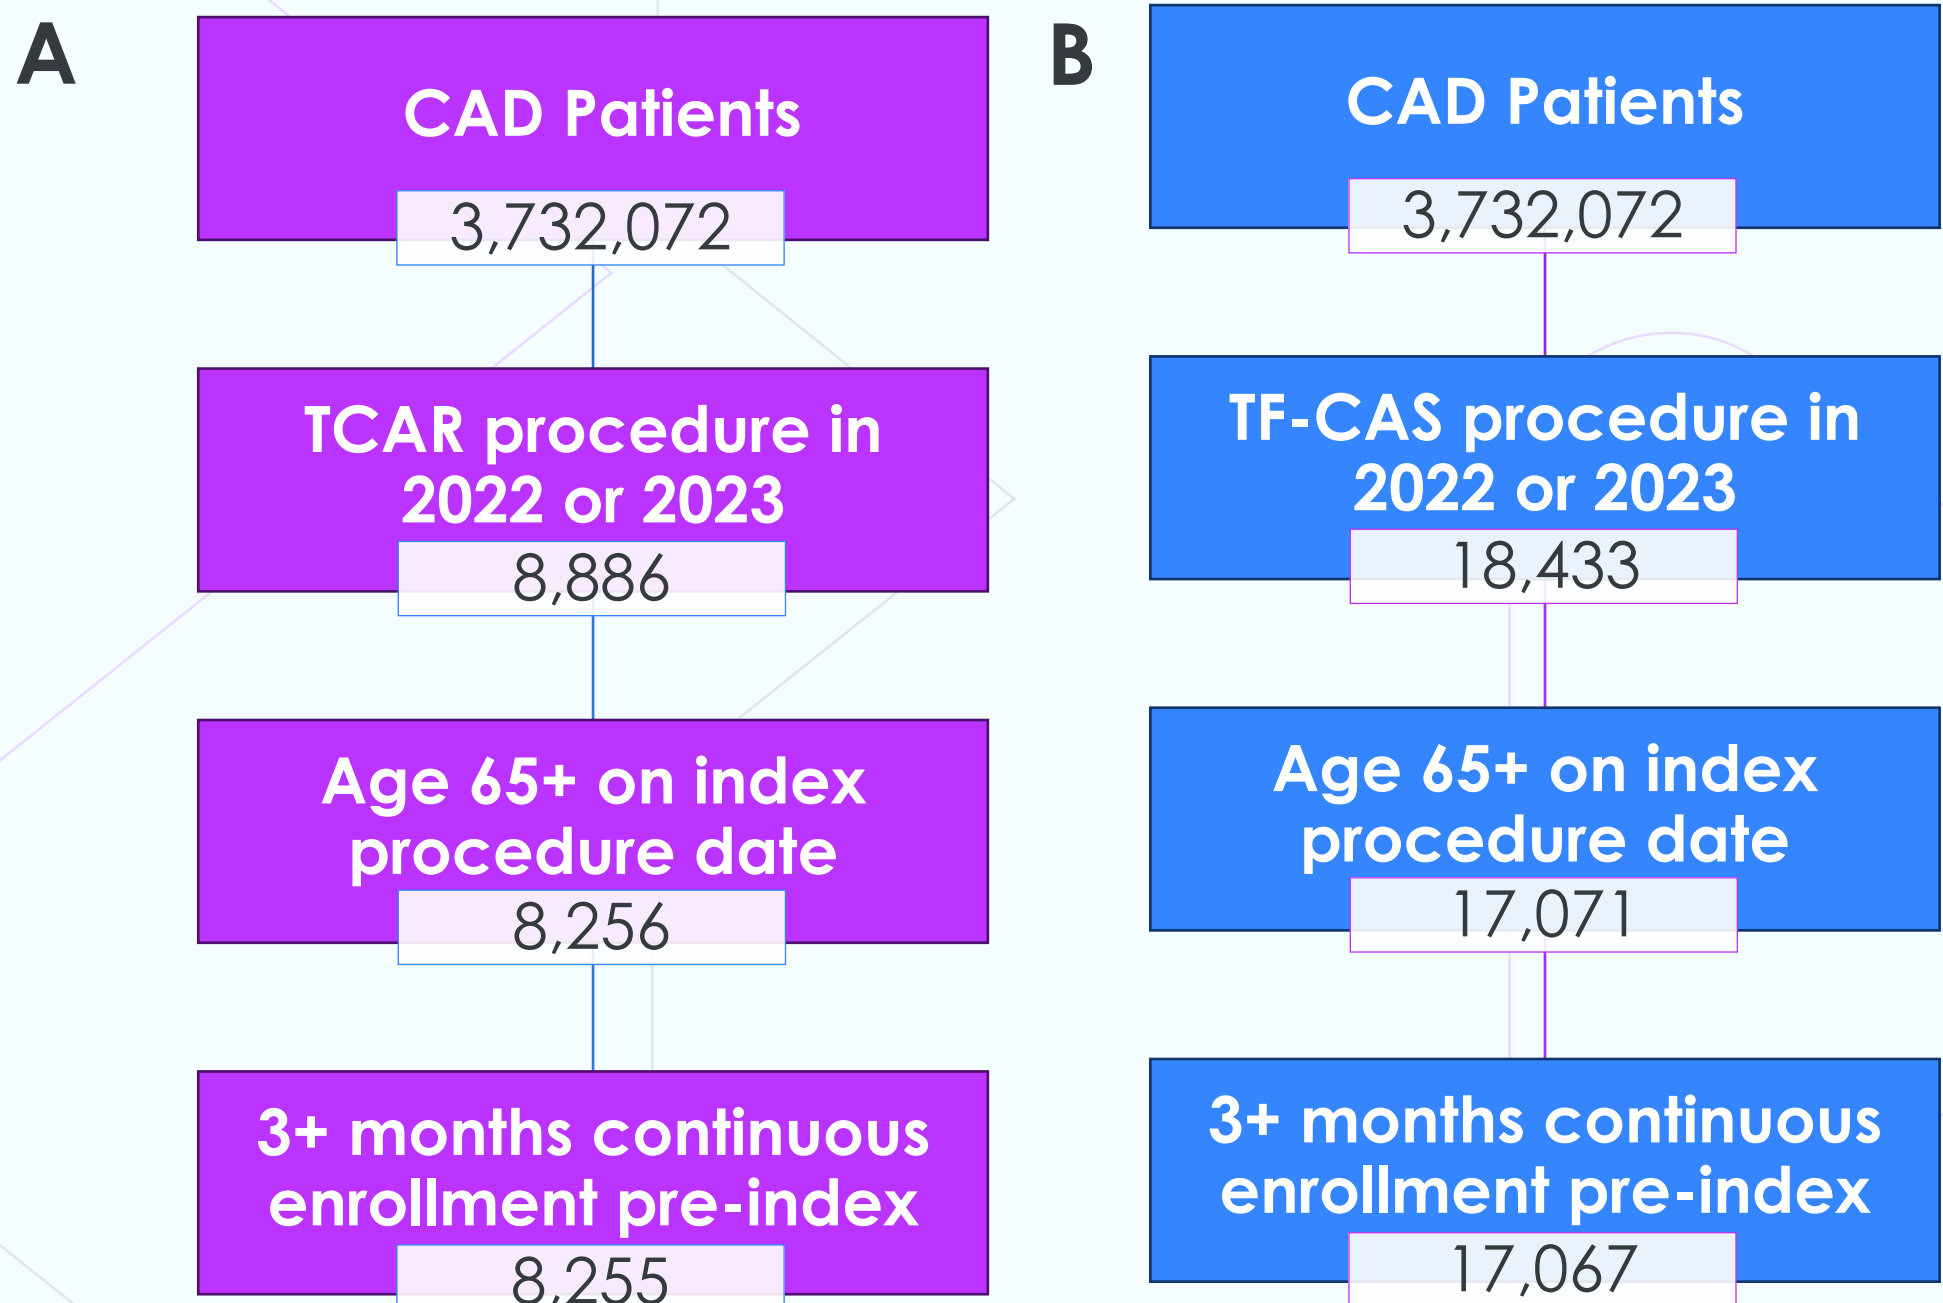 A
CAD Patients
3,732,072
TCAR procedure in
2022 or 2023
8,886
Age 65+ on index
procedure date
8,256
3+ months continuous
enrollment pre-index
8,255
B
CAD Patients
3,732,072
TF-CAS procedure in
2022 or 2023
18,433
Age 65+ on index
procedure date
17,071
3+ months continuous
enrollment pre-index
17,067